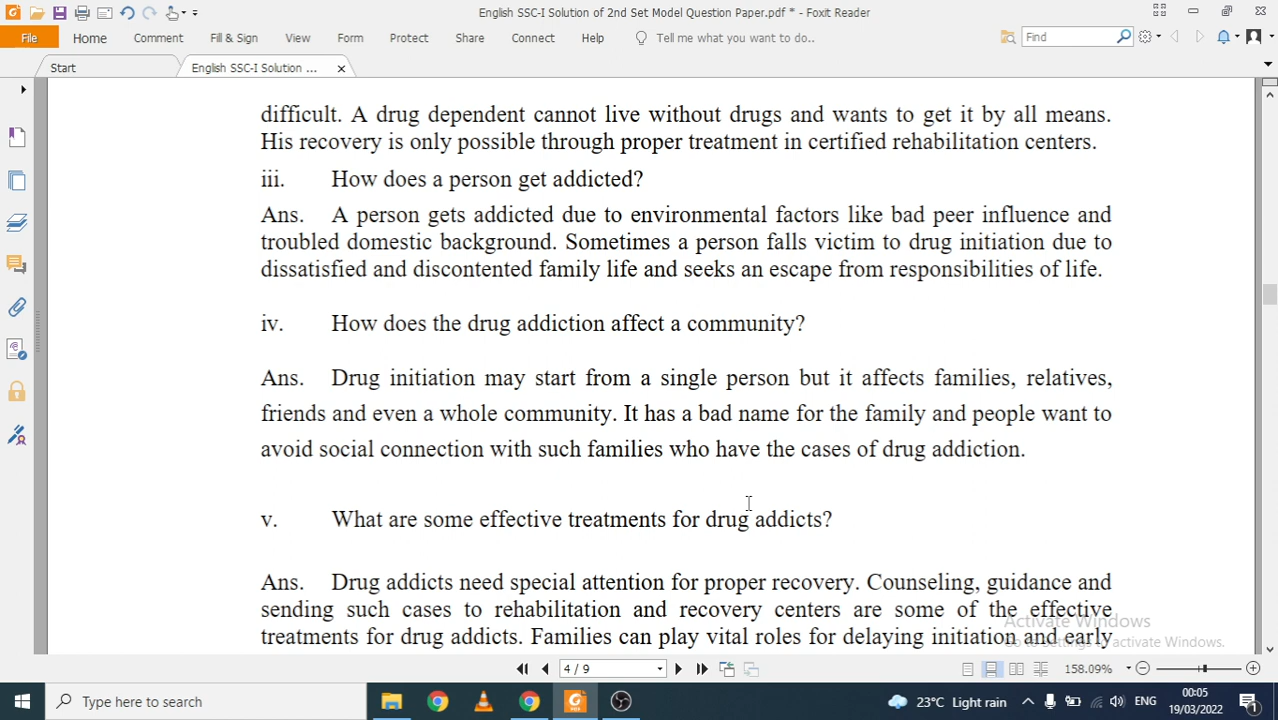 English SSC-I Solution of 2nd Set Model Question Paper.pdf * - Foxit Reader
File Home Comment Fill & Sign View Form Protect Share Connect Help Tell me what you want to do.. Find
Start English SSC-I Solution ...
difficult. A drug dependent cannot live without drugs and wants to get it by all means.
His recovery is only possible through proper treatment in certified rehabilitation centers.
iii. How does a person get addicted?
Ans. A person gets addicted due to environmental factors like bad peer influence and
troubled domestic background. Sometimes a person falls victim to drug initiation due to
dissatisfied and discontented family life and seeks an escape from responsibilities of life.
iv. How does the drug addiction affect a community?
Ans. Drug initiation may start from a single person but it affects families, relatives,
friends and even a whole community. It has a bad name for the family and people want to
avoid social connection with such families who have the cases of drug addiction.
v. What are some effective treatments for drug addicts?
Ans. Drug addicts need special attention for proper recovery. Counseling, guidance and
sending such cases to rehabilitation and recovery centers are some of the effective
treatments for drug addicts. Families can play vital roles for delaying initiation and early
Activate Windows
Go to Settings to activate Windows.
4 / 9 158.09%
Type here to search 23°C Light rain ENG 00:05
19/03/2022 1